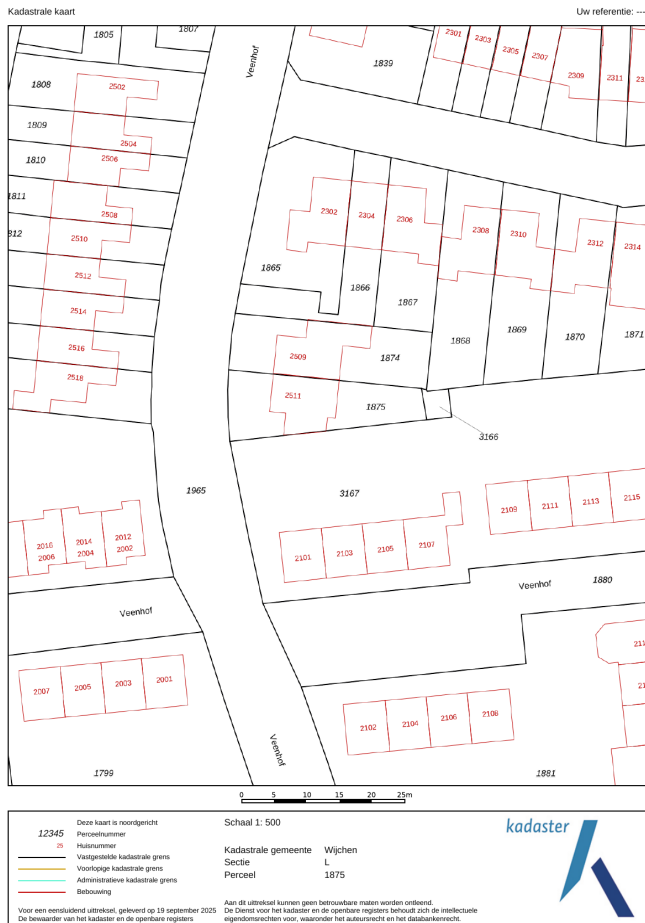 Kadastrale kaart
Uw referentie: ---
1805
1807
Veenhof
1839
2301
2303
2305
2307
2309
2311
1808
2502
1809
2504
1810
2506
1811
2508
2510
2512
2514
2516
2518
2302
2304
2306
2308
2310
2312
2314
1865
1866
1867
1868
1869
1870
1871
2509
1874
2511
1875
3166
1965
3167
2109
2111
2113
2115
2101
2103
2105
2107
2016
2014
2012
2006
2004
2002
Veenhof
1880
Veenhof
2007
2005
2003
2001
2102
2104
2106
2108
Veenhof
1799
1881
0 5 10 15 20 25m
Deze kaart is noordgericht
12345 Perceelnummer
25 Huisnummer
Vastgestelde kadastrale grens
Voorlopige kadastrale grens
Administratieve kadastrale grens
Bebouwing
Schaal 1: 500
Kadastrale gemeente Wijchen
Sectie L
Perceel 1875
kadaster
Voor een eensluidend uittreksel, geleverd op 19 september 2025
De bewaarder van het kadaster en de openbare registers
Aan dit uittreksel kunnen geen betrouwbare maten worden ontleend.
De Dienst voor het kadaster en de openbare registers behoudt zich de intellectuele
eigendomsrechten voor, waaronder het auteursrecht en het databankenrecht.